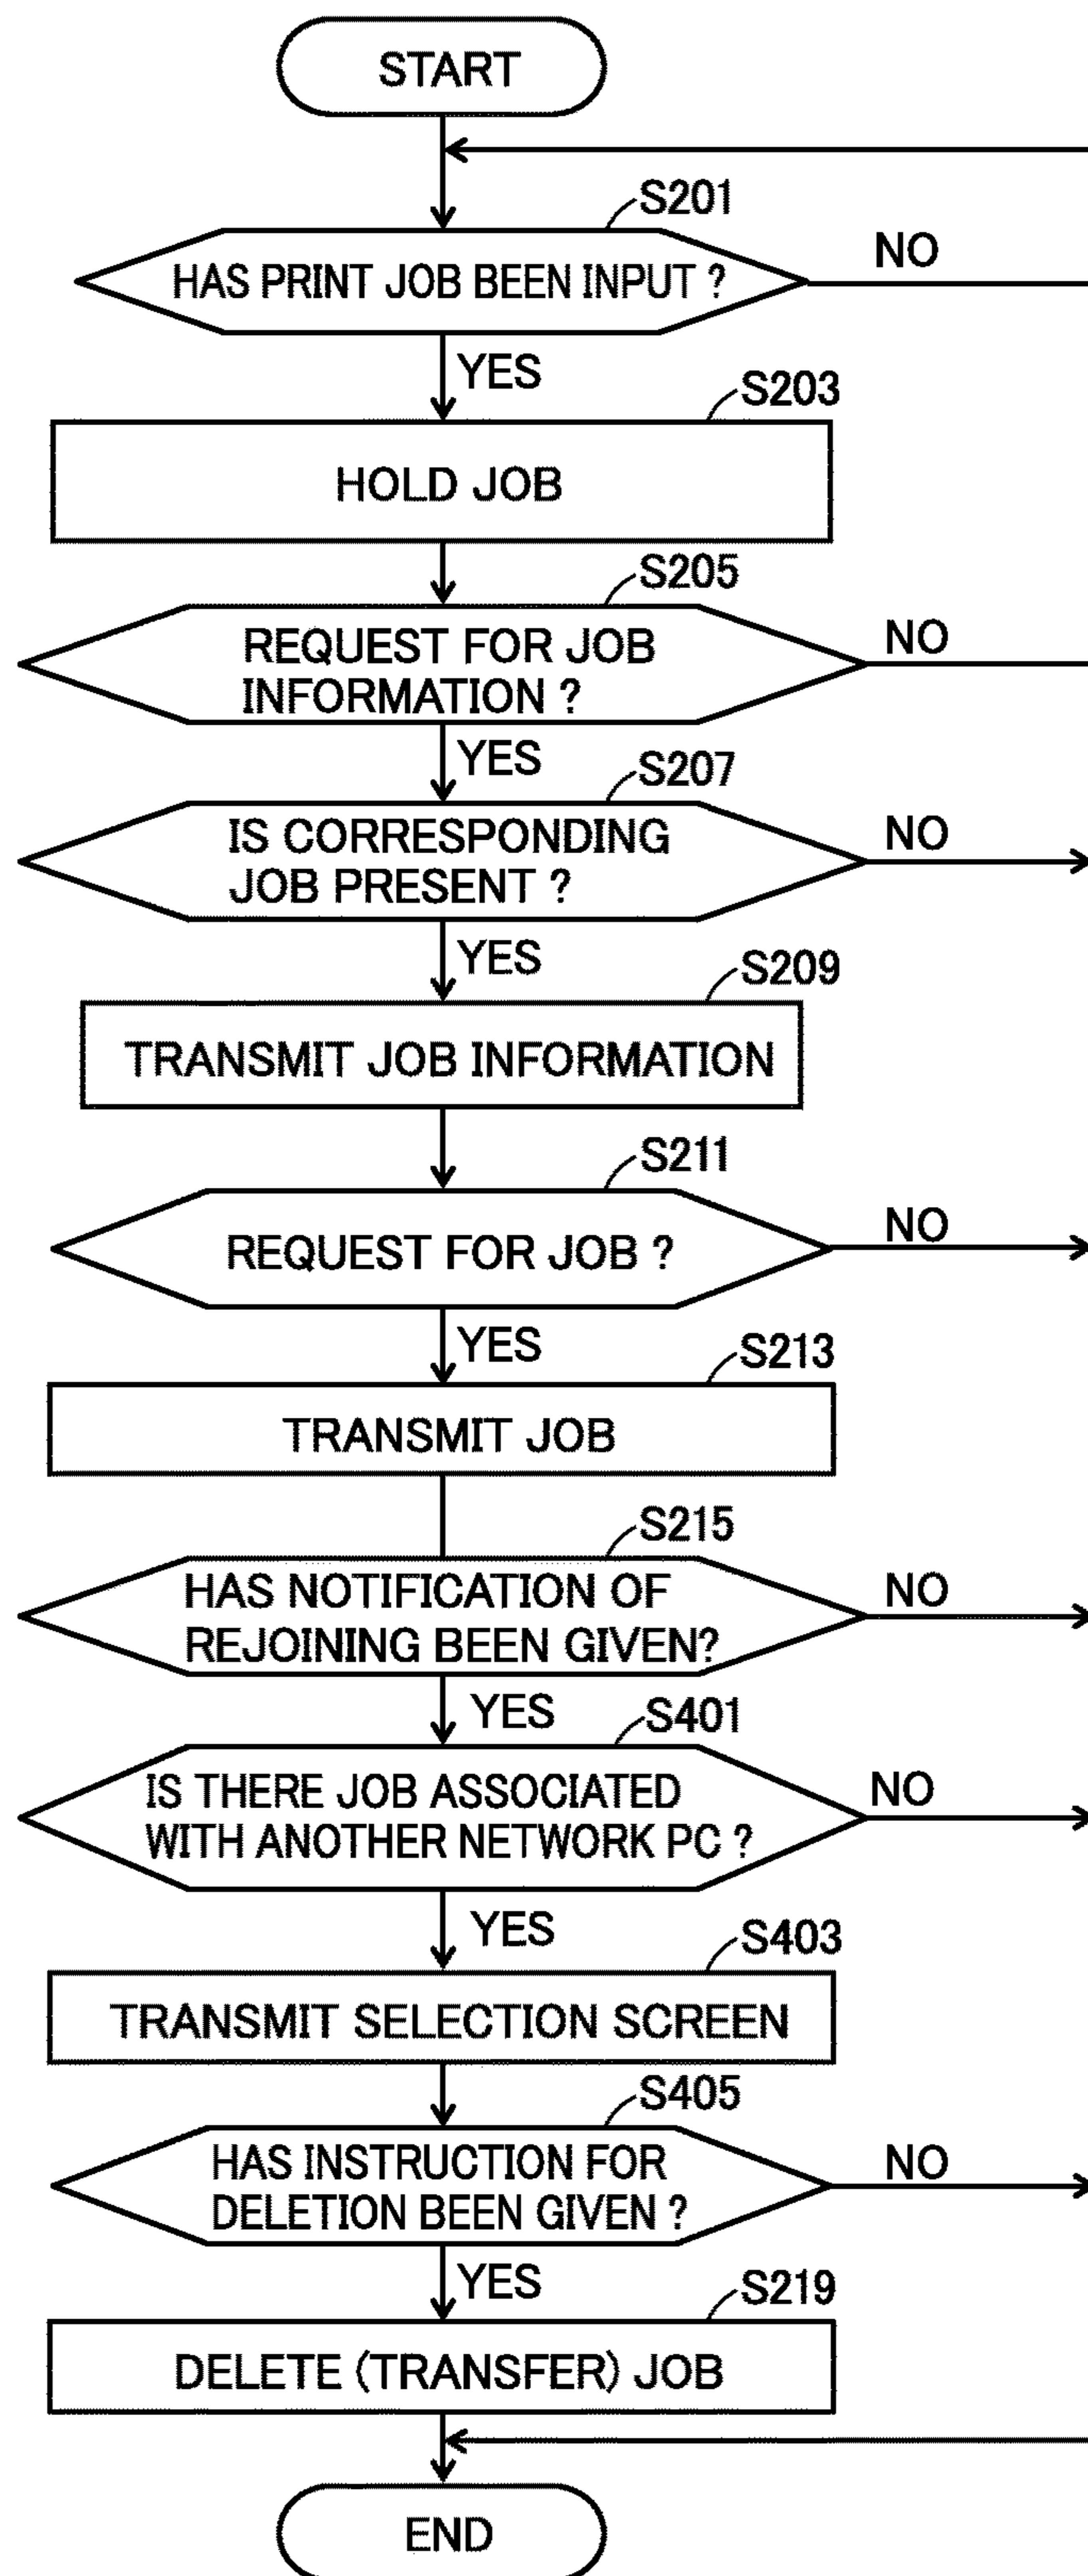 START
S201
HAS PRINT JOB BEEN INPUT ?
NO
YES
S203
HOLD JOB
S205
REQUEST FOR JOB
INFORMATION ?
NO
YES
S207
IS CORRESPONDING
JOB PRESENT ?
NO
YES
S209
TRANSMIT JOB INFORMATION
S211
REQUEST FOR JOB ?
NO
YES
S213
TRANSMIT JOB
S215
HAS NOTIFICATION OF
REJOINING BEEN GIVEN?
NO
YES
S401
IS THERE JOB ASSOCIATED
WITH ANOTHER NETWORK PC ?
NO
YES
S403
TRANSMIT SELECTION SCREEN
S405
HAS INSTRUCTION FOR
DELETION BEEN GIVEN ?
NO
YES
S219
DELETE (TRANSFER) JOB
END